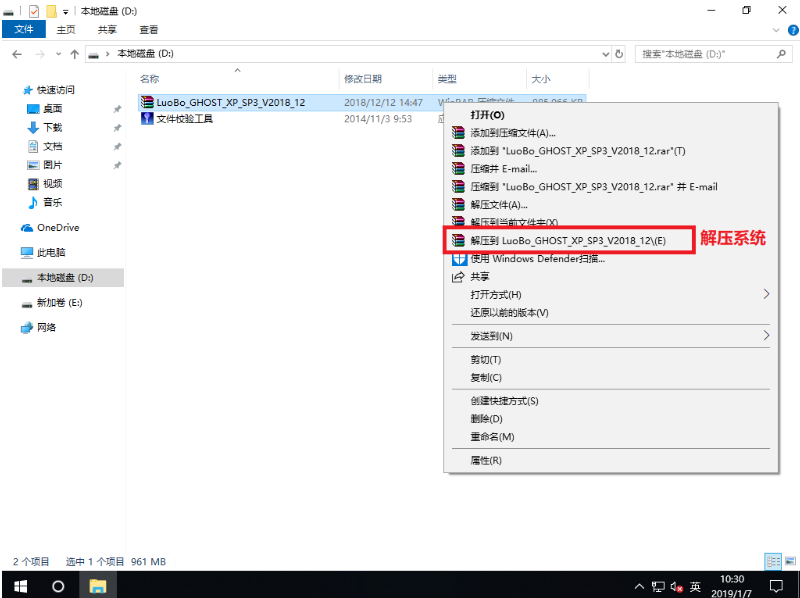 本地磁盘 (D:)
文件 主页 共享 查看
本地磁盘 (D:)
搜索"本地磁盘 (D:)"
名称 修改日期 类型 大小
快速访问
桌面
下载
文档
图片
视频
音乐
OneDrive
此电脑
本地磁盘 (D:)
新加卷 (E:)
网络
LuoBo_GHOST_XP_SP3_V2018_12 2018/12/12 14:47
文件校验工具 2014/11/3 9:53
打开(O)
添加到压缩文件(A)...
添加到 "LuoBo_GHOST_XP_SP3_V2018_12.rar"(T)
压缩并 E-mail...
压缩到 "LuoBo_GHOST_XP_SP3_V2018_12.rar" 并 E-mail
解压文件(A)...
解压到当前文件夹(X)
解压到 LuoBo_GHOST_XP_SP3_V2018_12\(E)
解压系统
使用 Windows Defender扫描...
共享
打开方式(H)
还原以前的版本(V)
发送到(N)
剪切(T)
复制(C)
创建快捷方式(S)
删除(D)
重命名(M)
属性(R)
2 个项目 选中 1 个项目 961 MB
英
10:30
2019/1/7